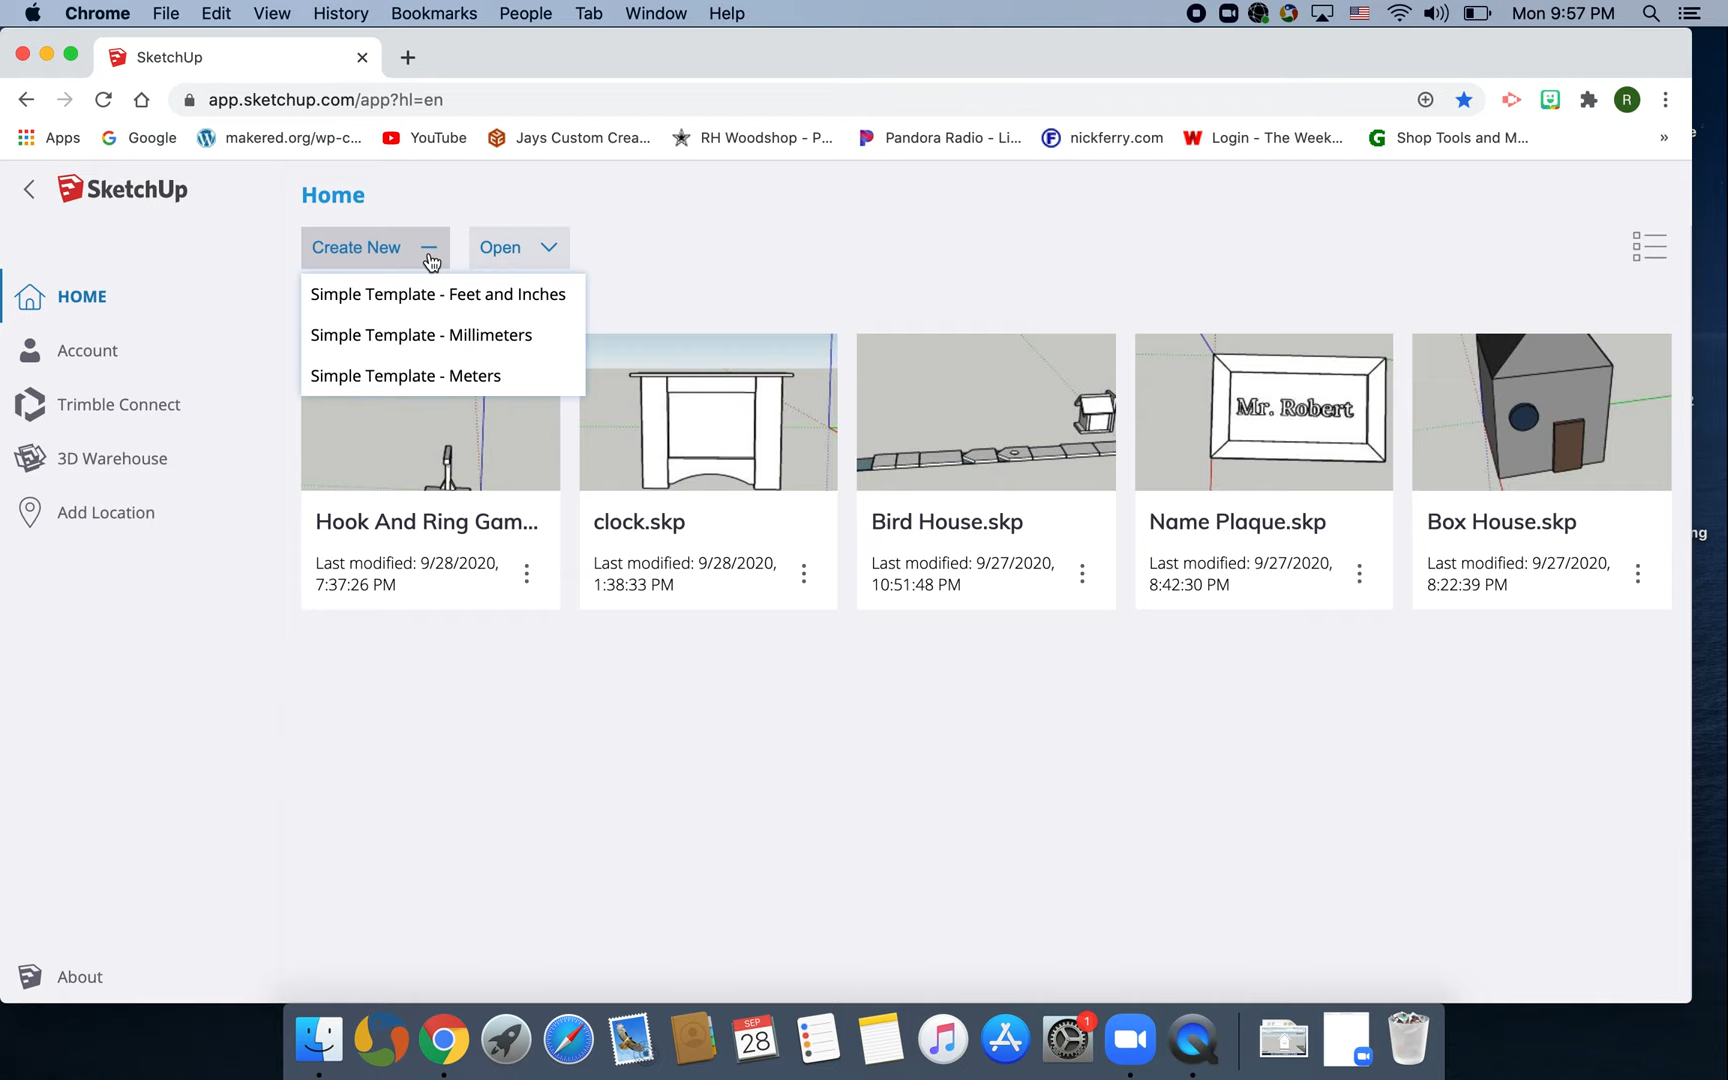 Chrome File Edit View History Bookmarks People Tab Window Help Mon 9:57 PM
SketchUp
app.sketchup.com/app?hl=en R
Apps Google makered.org/wp-c... YouTube Jays Custom Crea... RH Woodshop - P... Pandora Radio - Li... nickferry.com Login - The Week... Shop Tools and M... »
SketchUp
Home
Create New Open
Simple Template - Feet and Inches
Simple Template - Millimeters
Simple Template - Meters
HOME
Account
Trimble Connect
3D Warehouse
Add Location
Mr. Robert
Hook And Ring Gam...
Last modified: 9/28/2020,
7:37:26 PM
clock.skp
Last modified: 9/28/2020,
1:38:33 PM
Bird House.skp
Last modified: 9/27/2020,
10:51:48 PM
Name Plaque.skp
Last modified: 9/27/2020,
8:42:30 PM
Box House.skp
Last modified: 9/27/2020,
8:22:39 PM
ng
About
SEP
28
1